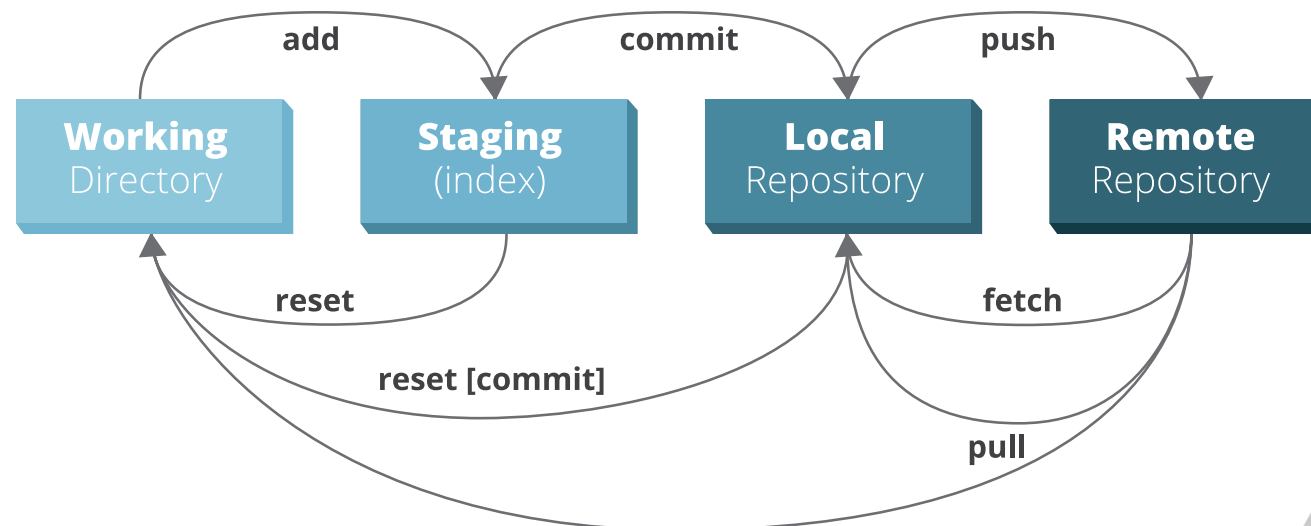 add
commit
push
Working
Directory
Staging
(index)
Local
Repository
Remote
Repository
reset
fetch
reset [commit]
pull